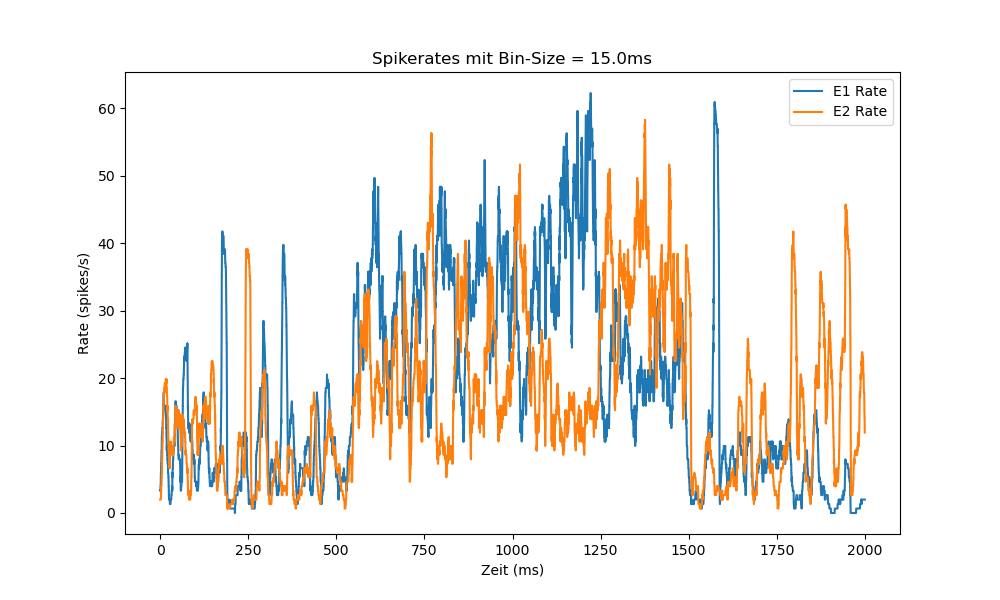 Spikerates mit Bin-Size = 15.0ms
E1 Rate
E2 Rate
60
50
40
30
20
10
0
Rate (spikes/s)
0 250 500 750 1000 1250 1500 1750 2000
Zeit (ms)